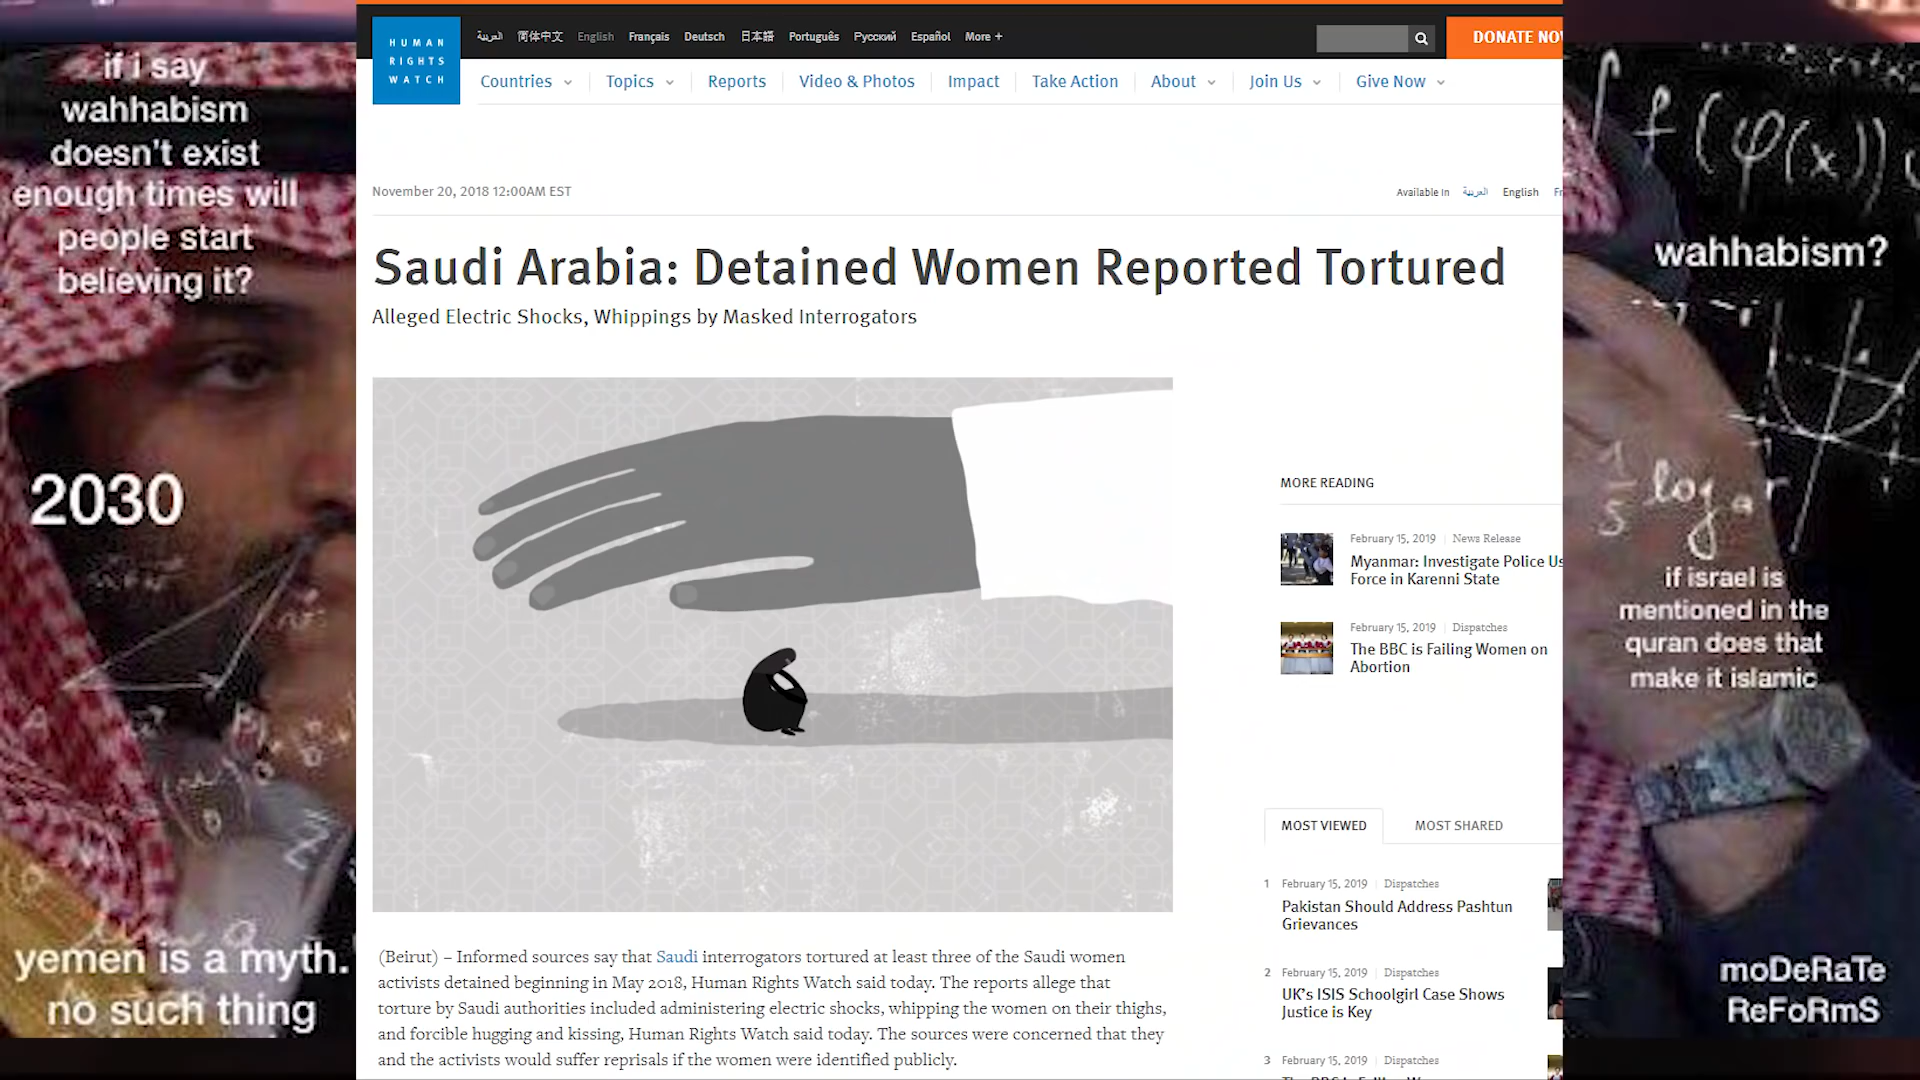 if i say
wahhabism
doesn't exist
enough times will
people start
believing it?
2030
yemen is a myth.
no such thing
HUMAN
RIGHTS
WATCH
العربية 简体中文 English Français Deutsch 日本語 Português Русский Español More +
DONATE NO
Countries Topics Reports Video & Photos Impact Take Action About Join Us Give Now
November 20, 2018 12:00AM EST
Available In العربية English Fr
Saudi Arabia: Detained Women Reported Tortured
Alleged Electric Shocks, Whippings by Masked Interrogators
(Beirut) – Informed sources say that Saudi interrogators tortured at least three of the Saudi women
activists detained beginning in May 2018, Human Rights Watch said today. The reports allege that
torture by Saudi authorities included administering electric shocks, whipping the women on their thighs,
and forcible hugging and kissing, Human Rights Watch said today. The sources were concerned that they
and the activists would suffer reprisals if the women were identified publicly.
MORE READING
February 15, 2019 | News Release
Myanmar: Investigate Police Us
Force in Karenni State
February 15, 2019 | Dispatches
The BBC is Failing Women on
Abortion
MOST VIEWED MOST SHARED
1 February 15, 2019 | Dispatches
Pakistan Should Address Pashtun
Grievances
2 February 15, 2019 | Dispatches
UK's ISIS Schoolgirl Case Shows
Justice is Key
3 February 15, 2019 | Dispatches
∫ f(φ(x))
wahhabism?
1/5 log
if israel is
mentioned in the
quran does that
make it islamic
moDeRaTe
ReFoRmS